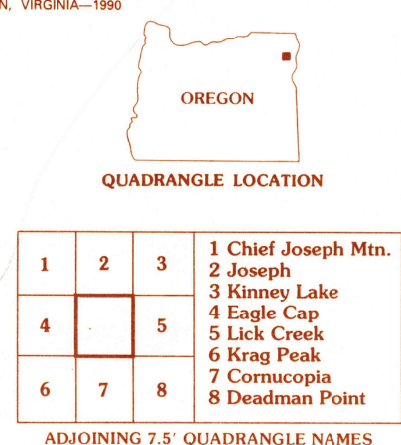 N, VIRGINIA—1990
OREGON
QUADRANGLE LOCATION
1 2 3
4 5
6 7 8
1 Chief Joseph Mtn.
2 Joseph
3 Kinney Lake
4 Eagle Cap
5 Lick Creek
6 Krag Peak
7 Cornucopia
8 Deadman Point
ADJOINING 7.5′ QUADRANGLE NAMES